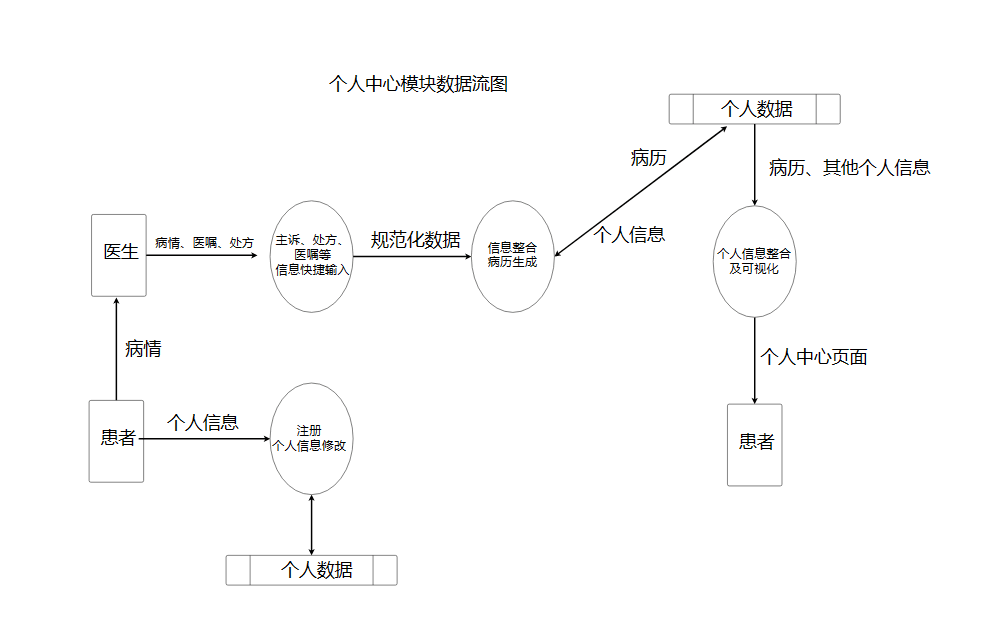 个人中心模块数据流图
个人数据
病历
病历、其他个人信息
医生
病情、医嘱、处方
主诉、处方、
医嘱等
信息快捷输入
规范化数据
信息整合
病历生成
个人信息
个人信息整合
及可视化
病情
个人中心页面
患者
个人信息
注册
个人信息修改
患者
个人数据